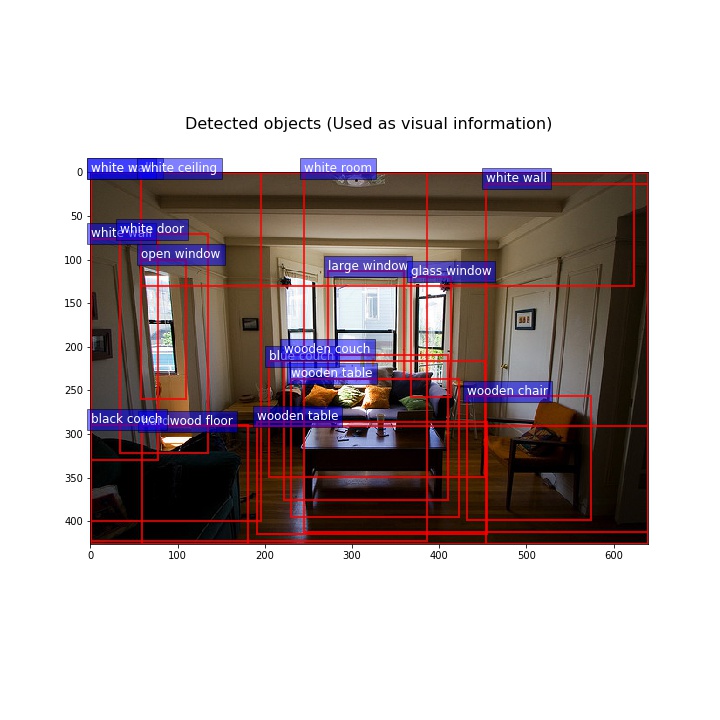 Detected objects (Used as visual information)
white wall
white ceiling
white room
white wall
white wall
white door
open window
large window
glass window
wooden couch
blue couch
wooden table
wooden chair
black couch
hardwood floor
wooden table
0
50
100
150
200
250
300
350
400
0
100
200
300
400
500
600